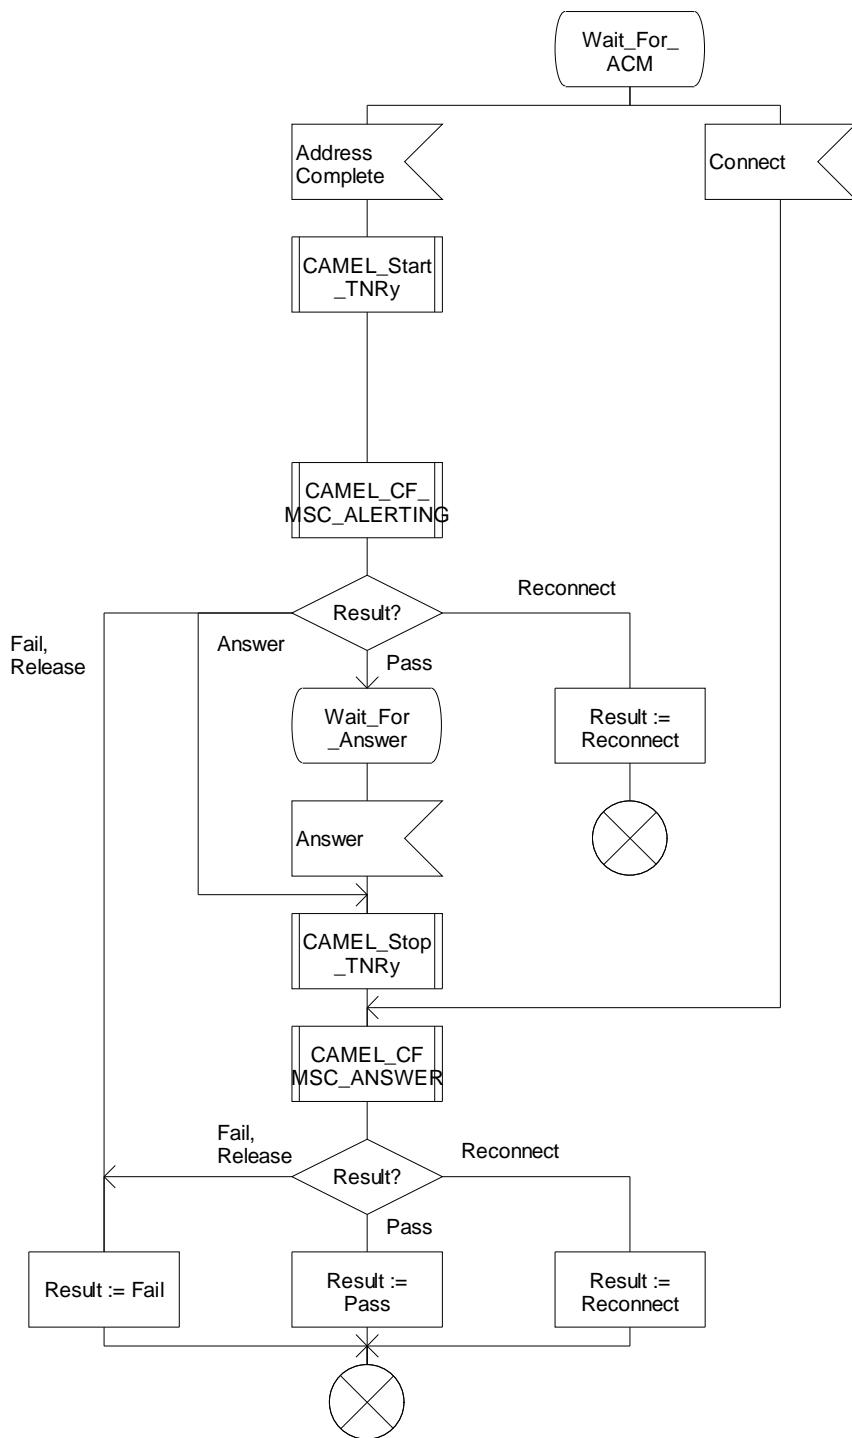 Wait_For_
ACM
Address
Complete
Connect
CAMEL_Start
_TNRy
CAMEL_CF_
MSC_ALERTING
Reconnect
Result?
Fail,
Release
Answer
Pass
Wait_For
_Answer
Result :=
Reconnect
Answer
CAMEL_Stop
_TNRy
CAMEL_CF
MSC_ANSWER
Fail,
Release
Reconnect
Result?
Pass
Result := Fail
Result :=
Pass
Result :=
Reconnect